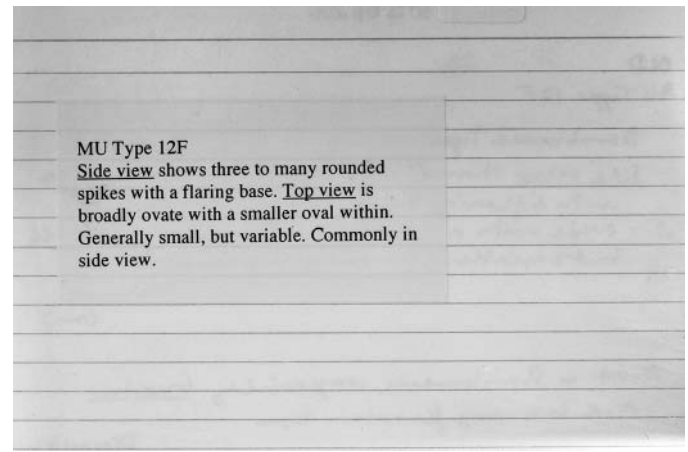 MU Type 12F
Side view shows three to many rounded
spikes with a flaring base. Top view is
broadly ovate with a smaller oval within.
Generally small, but variable. Commonly in
side view.